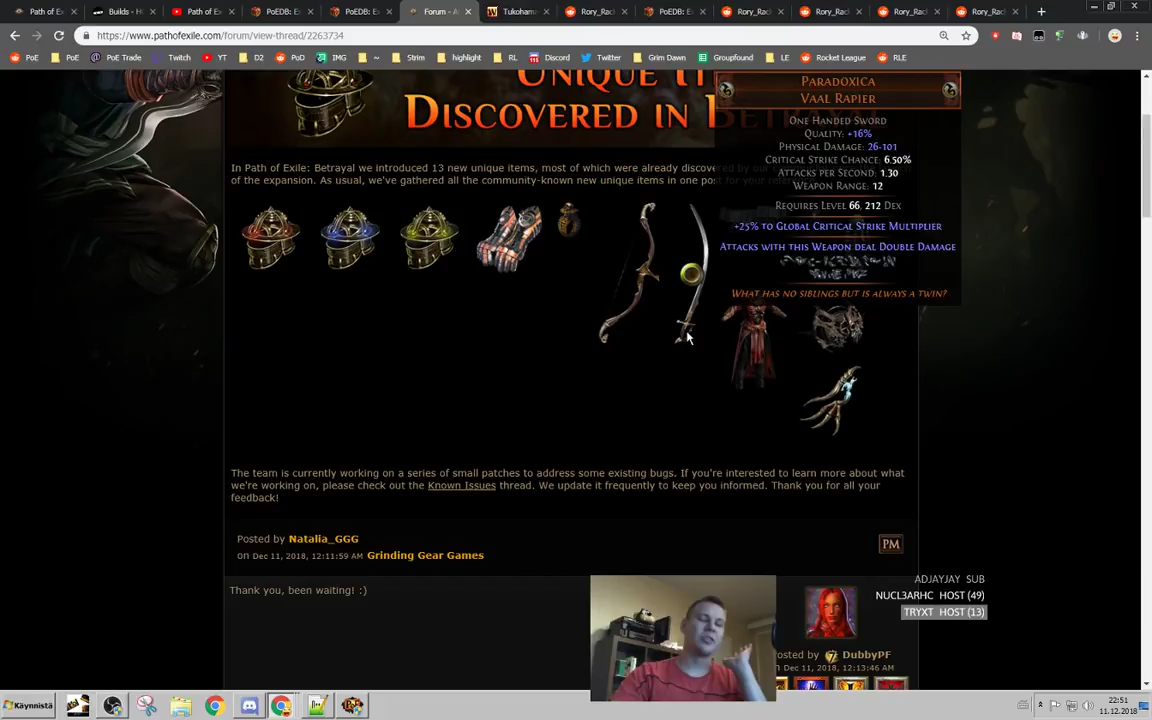 Path of Ex
Builds - H
Path of E
PoEDB: E
PoEDB: E
Forum - A
Tukoham
Rory_Rac
PoEDB: E
Rory_Rac
Rory_Rac
Rory_Rac
Rory_Rac
https://www.pathofexile.com/forum/view-thread/2263734
PoE
PoE
PoE Trade
Twitch
YT
D2
PoD
IMG
Strim
highlight
RL
Discord
Twitter
Grim Dawn
Groupfound
LE
Rocket League
RLE
Discovered in
Paradoxica
Vaal Rapier
One Handed Sword
Quality: +16%
Physical Damage: 26-101
Critical Strike Chance: 6.50%
Attacks per Second: 1.30
Weapon Range: 12
Requires Level 66, 212 Dex
+25% to Global Critical Strike Multiplier
Attacks with this Weapon deal Double Damage
What has no siblings but is always a twin?
In Path of Exile: Betrayal we introduced 13 new unique items, most of which were already discovered by our
of the expansion. As usual, we've gathered all the community-known new unique items in one post for your
The team is currently working on a series of small patches to address some existing bugs. If you're interested to learn more about what
we're working on, please check out the Known Issues thread. We update it frequently to keep you informed. Thank you for all your
feedback!
Posted by Natalia_GGG
on Dec 11, 2018, 12:11:59 AM Grinding Gear Games
PM
Thank you, been waiting! :)
ADJAYJAY SUB
NUCL3ARHC HOST (49)
TRYXT HOST (13)
posted by DubbyPF
Dec 11, 2018, 12:13:46 AM
Käynnistä
22:51
11.12.2018